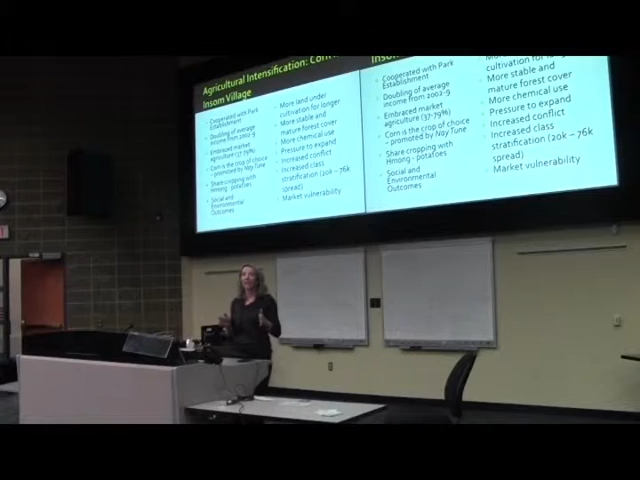 Agricultural Intensification:
Insom Village
Cooperated with Park
Establishment
Doubling of average
income from 2002-9
Embraced market
agriculture (37-79%)
Corn is the crop of choice
- promoted by Noy Tune
Share cropping with
Hmong - potatoes
Social and
Environmental
Outcomes
More land under
cultivation for longer
More stable and
mature forest cover
More chemical use
Pressure to expand
Increased conflict
Increased class
stratification (20k – 76k
spread)
Market vulnerability
Insom
Cooperated with Park
Establishment
Doubling of average
income from 2002-9
Embraced market
agriculture (37-79%)
Corn is the crop of choice
- promoted by Noy Tune
Share cropping with
Hmong - potatoes
Social and
Environmental
Outcomes
cultivation for
More stable and
mature forest cover
More chemical use
Pressure to expand
Increased conflict
Increased class
stratification (20k – 76k
spread)
Market vulnerability